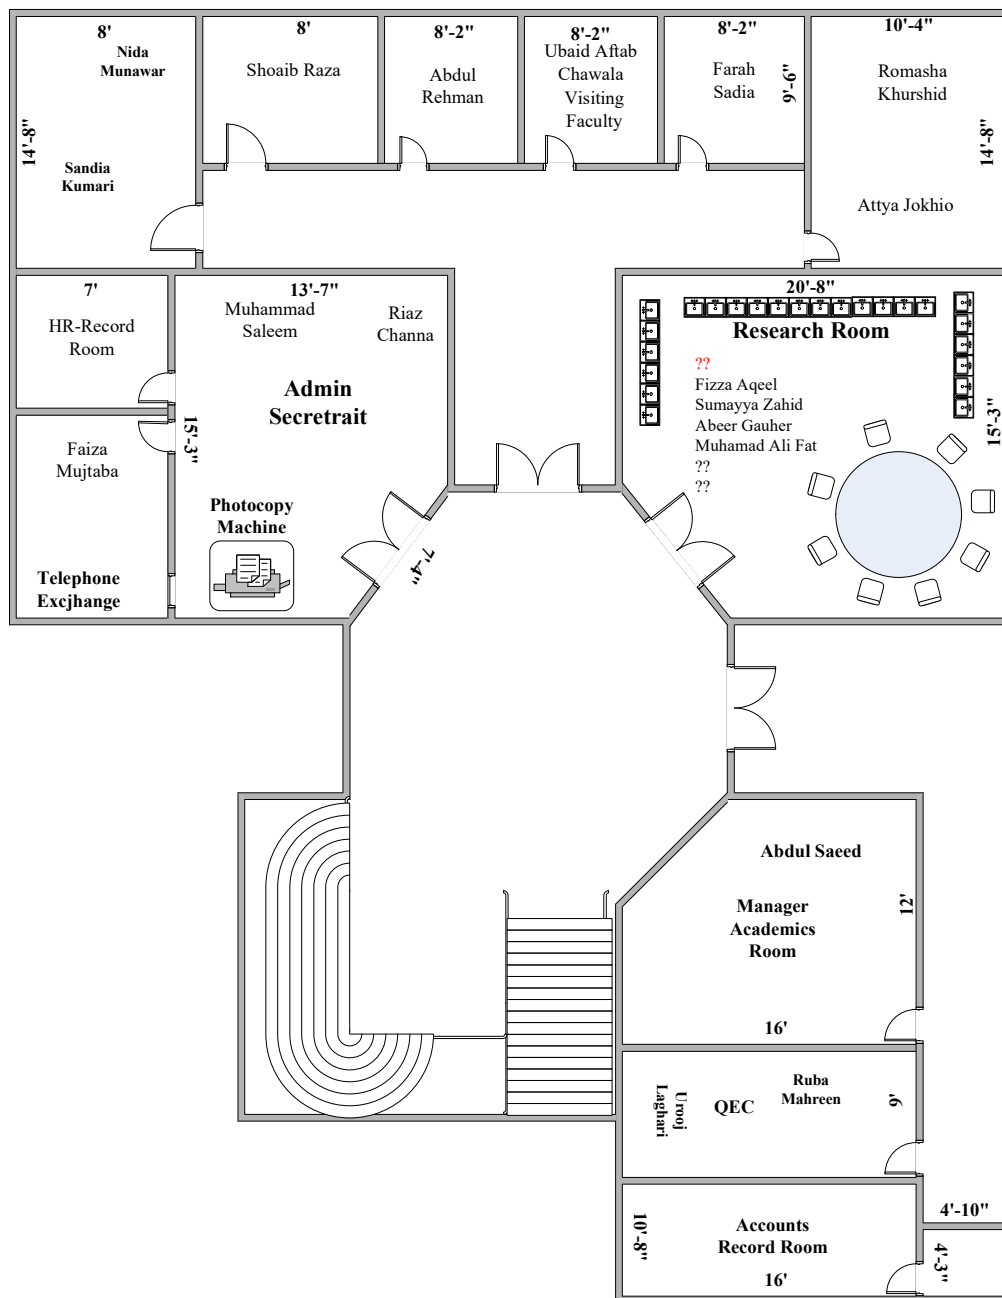 8'
8'
8'-2"
8'-2"
8'-2"
10'-4"
Nida
Munawar
Shoaib Raza
Abdul
Rehman
Ubaid Aftab
Chawala
Visiting
Faculty
Farah
Sadia
9'-6"
Romasha
Khurshid
14'-8"
14'-8"
Sandia
Kumari
Attya Jokhio
7'
13'-7"
20'-8"
HR-Record
Room
Muhammad
Saleem
Riaz
Channa
Research Room
Admin
Secretrait
??
Fizza Aqeel
Sumayya Zahid
Abeer Gauher
Muhamad Ali Fat
??
??
15'-3"
15'-3"
Faiza
Mujtaba
Photocopy
Machine
7'-4"
Telephone
Excjhange
Abdul Saeed
Manager
Academics
Room
12'
16'
Urooj
Laghari
QEC
Ruba
Mahreen
9'
4'-10"
10'-8"
Accounts
Record Room
4'-3"
16'